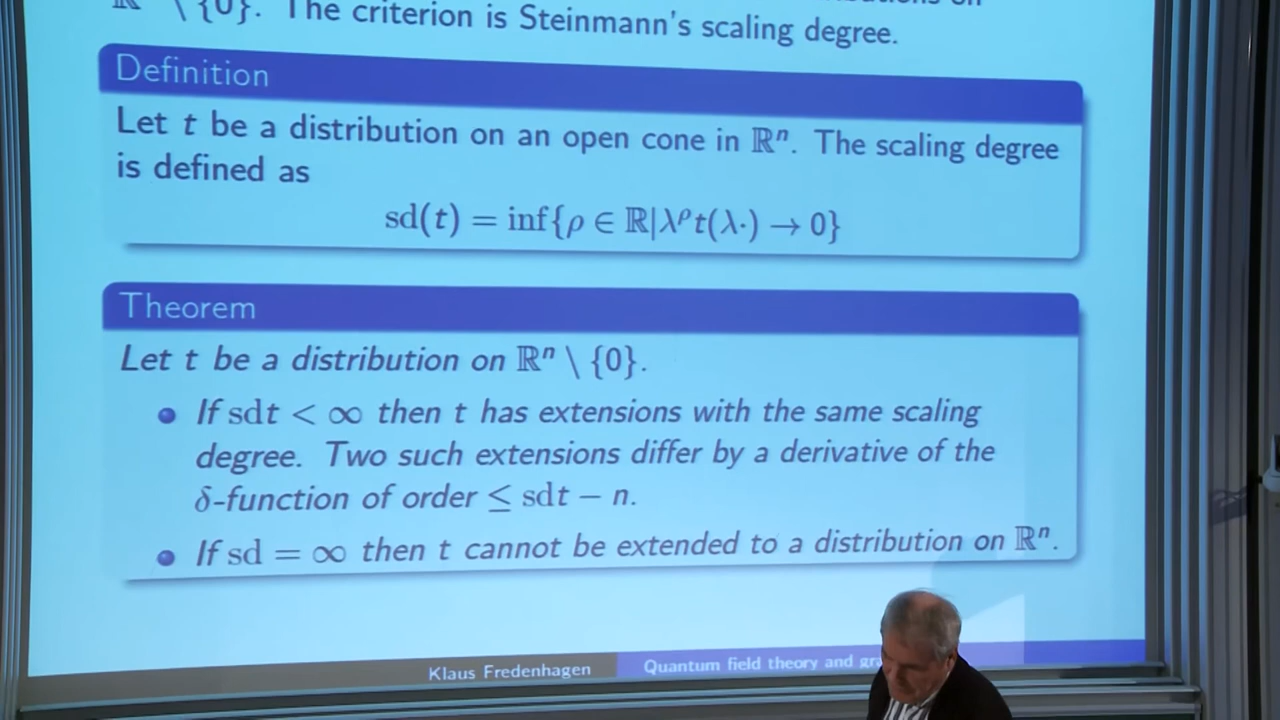 \ {0}. The criterion is Steinmann's scaling degree.
Definition
Let t be a distribution on an open cone in ℝⁿ. The scaling degree
is defined as
sd(t) = inf{ρ ∈ ℝ|λ^ρ t(λ·) → 0}
Theorem
Let t be a distribution on ℝⁿ \ {0}.
If sdt < ∞ then t has extensions with the same scaling
degree. Two such extensions differ by a derivative of the
δ-function of order ≤ sdt − n.
If sd = ∞ then t cannot be extended to a distribution on ℝⁿ.
Klaus Fredenhagen
Quantum field theory and